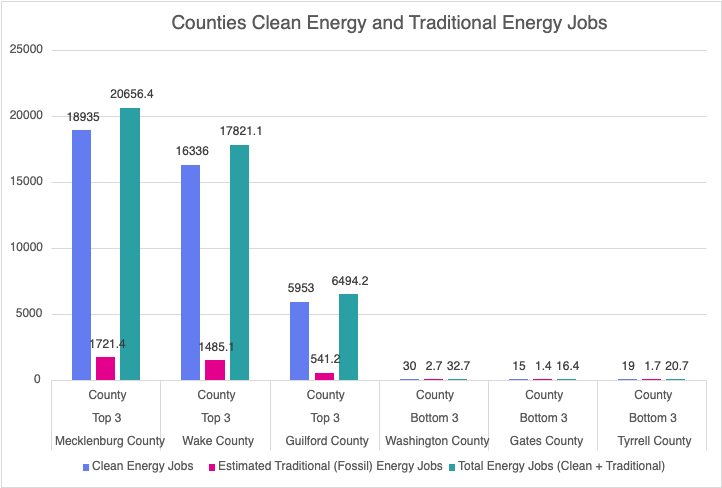 Counties Clean Energy and Traditional Energy Jobs
25000
20000
15000
10000
5000
0
18935
1721.4
20656.4
16336
1485.1
17821.1
5953
541.2
6494.2
30 2.7 32.7
15 1.4 16.4
19 1.7 20.7
County County County County County County
Top 3 Top 3 Top 3 Bottom 3 Bottom 3 Bottom 3
Mecklenburg County Wake County Guilford County Washington County Gates County Tyrrell County
Clean Energy Jobs Estimated Traditional (Fossil) Energy Jobs Total Energy Jobs (Clean + Traditional)